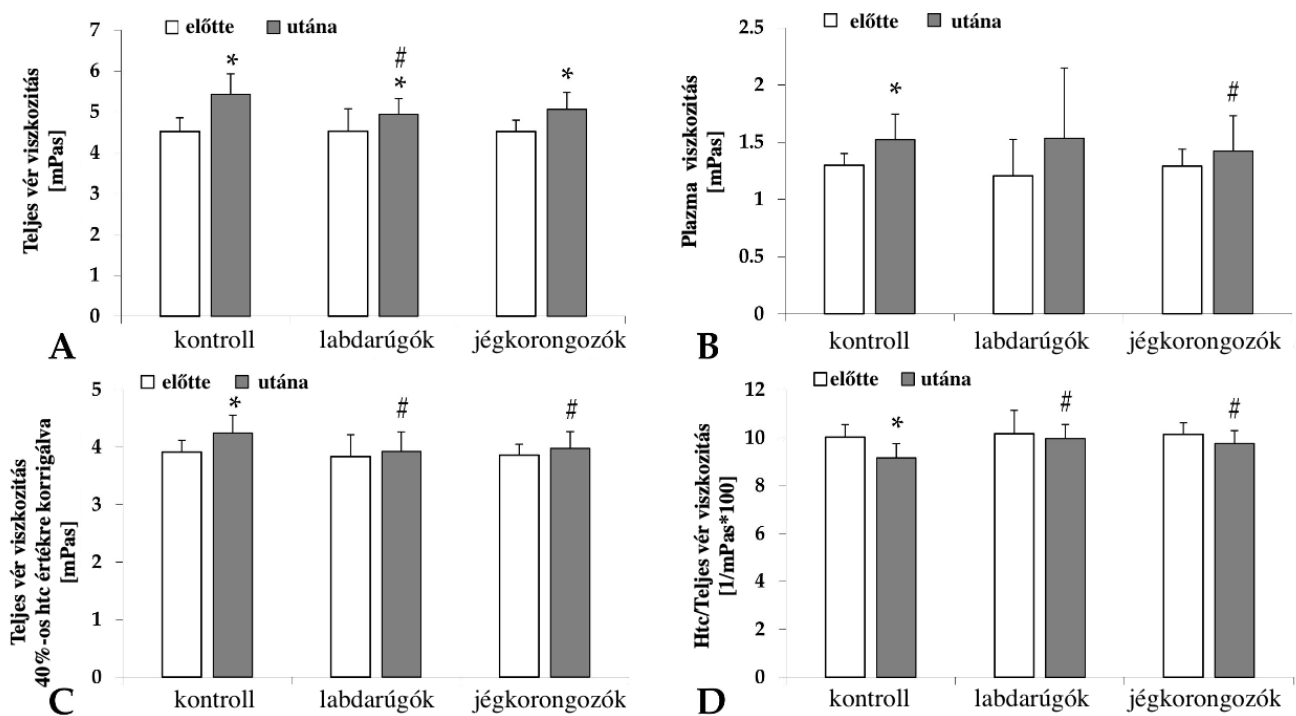 előtte utána
Teljes vér viszkozitás
[mPas]
7
6
5
4
3
2
1
0
*
#
*
*
kontroll labdarúgók jégkorongozók
A
előtte utána
Plazma viszkozitás
[mPas]
2.5
2
1.5
1
0.5
0
*
#
kontroll labdarúgók jégkorongozók
B
előtte utána
Teljes vér viszkozitás
40%-os htc értékre korrigálva
[mPas]
5
4
3
2
1
0
*
#
#
kontroll labdarúgók jégkorongozók
C
előtte utána
Htc/Teljes vér viszkozitás
[1/mPas*100]
12
10
8
6
4
2
0
*
#
#
kontroll labdarúgók jégkorongozók
D